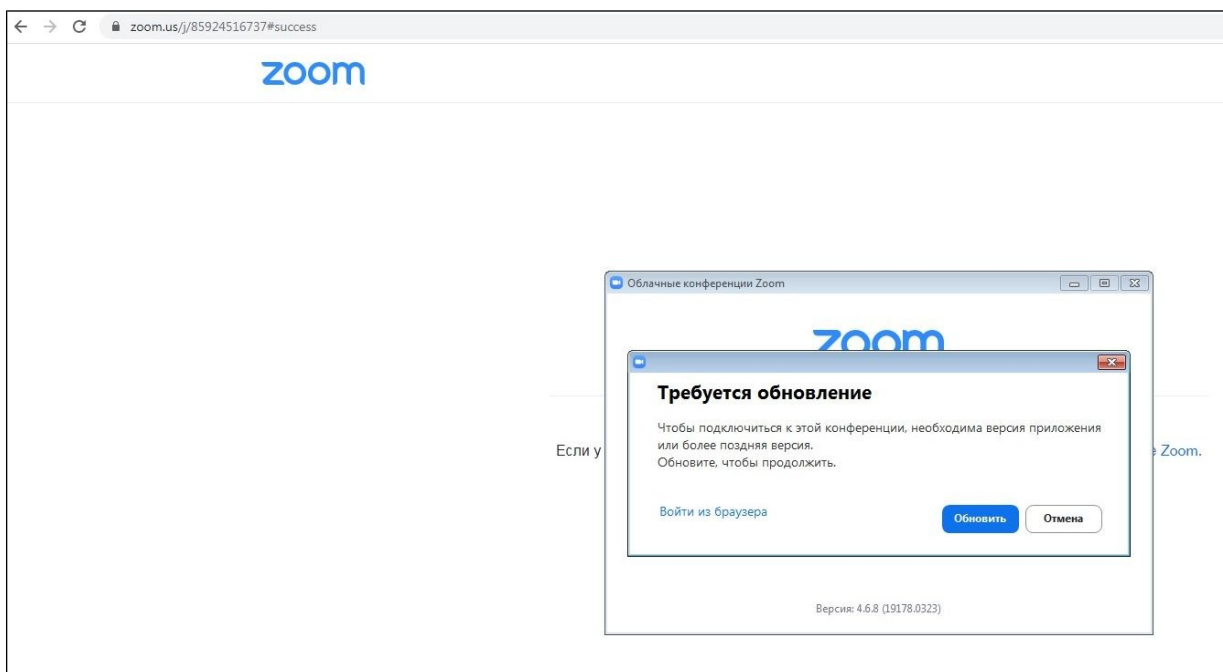 zoom.us/j/85924516737#success
zoom
Облачные конференции Zoom
zoom
Требуется обновление
Чтобы подключиться к этой конференции, необходима версия приложения
или более поздняя версия.
Обновите, чтобы продолжить.
Если у
Zoom.
Войти из браузера
Обновить
Отмена
Версия: 4.6.8 (19178.0323)